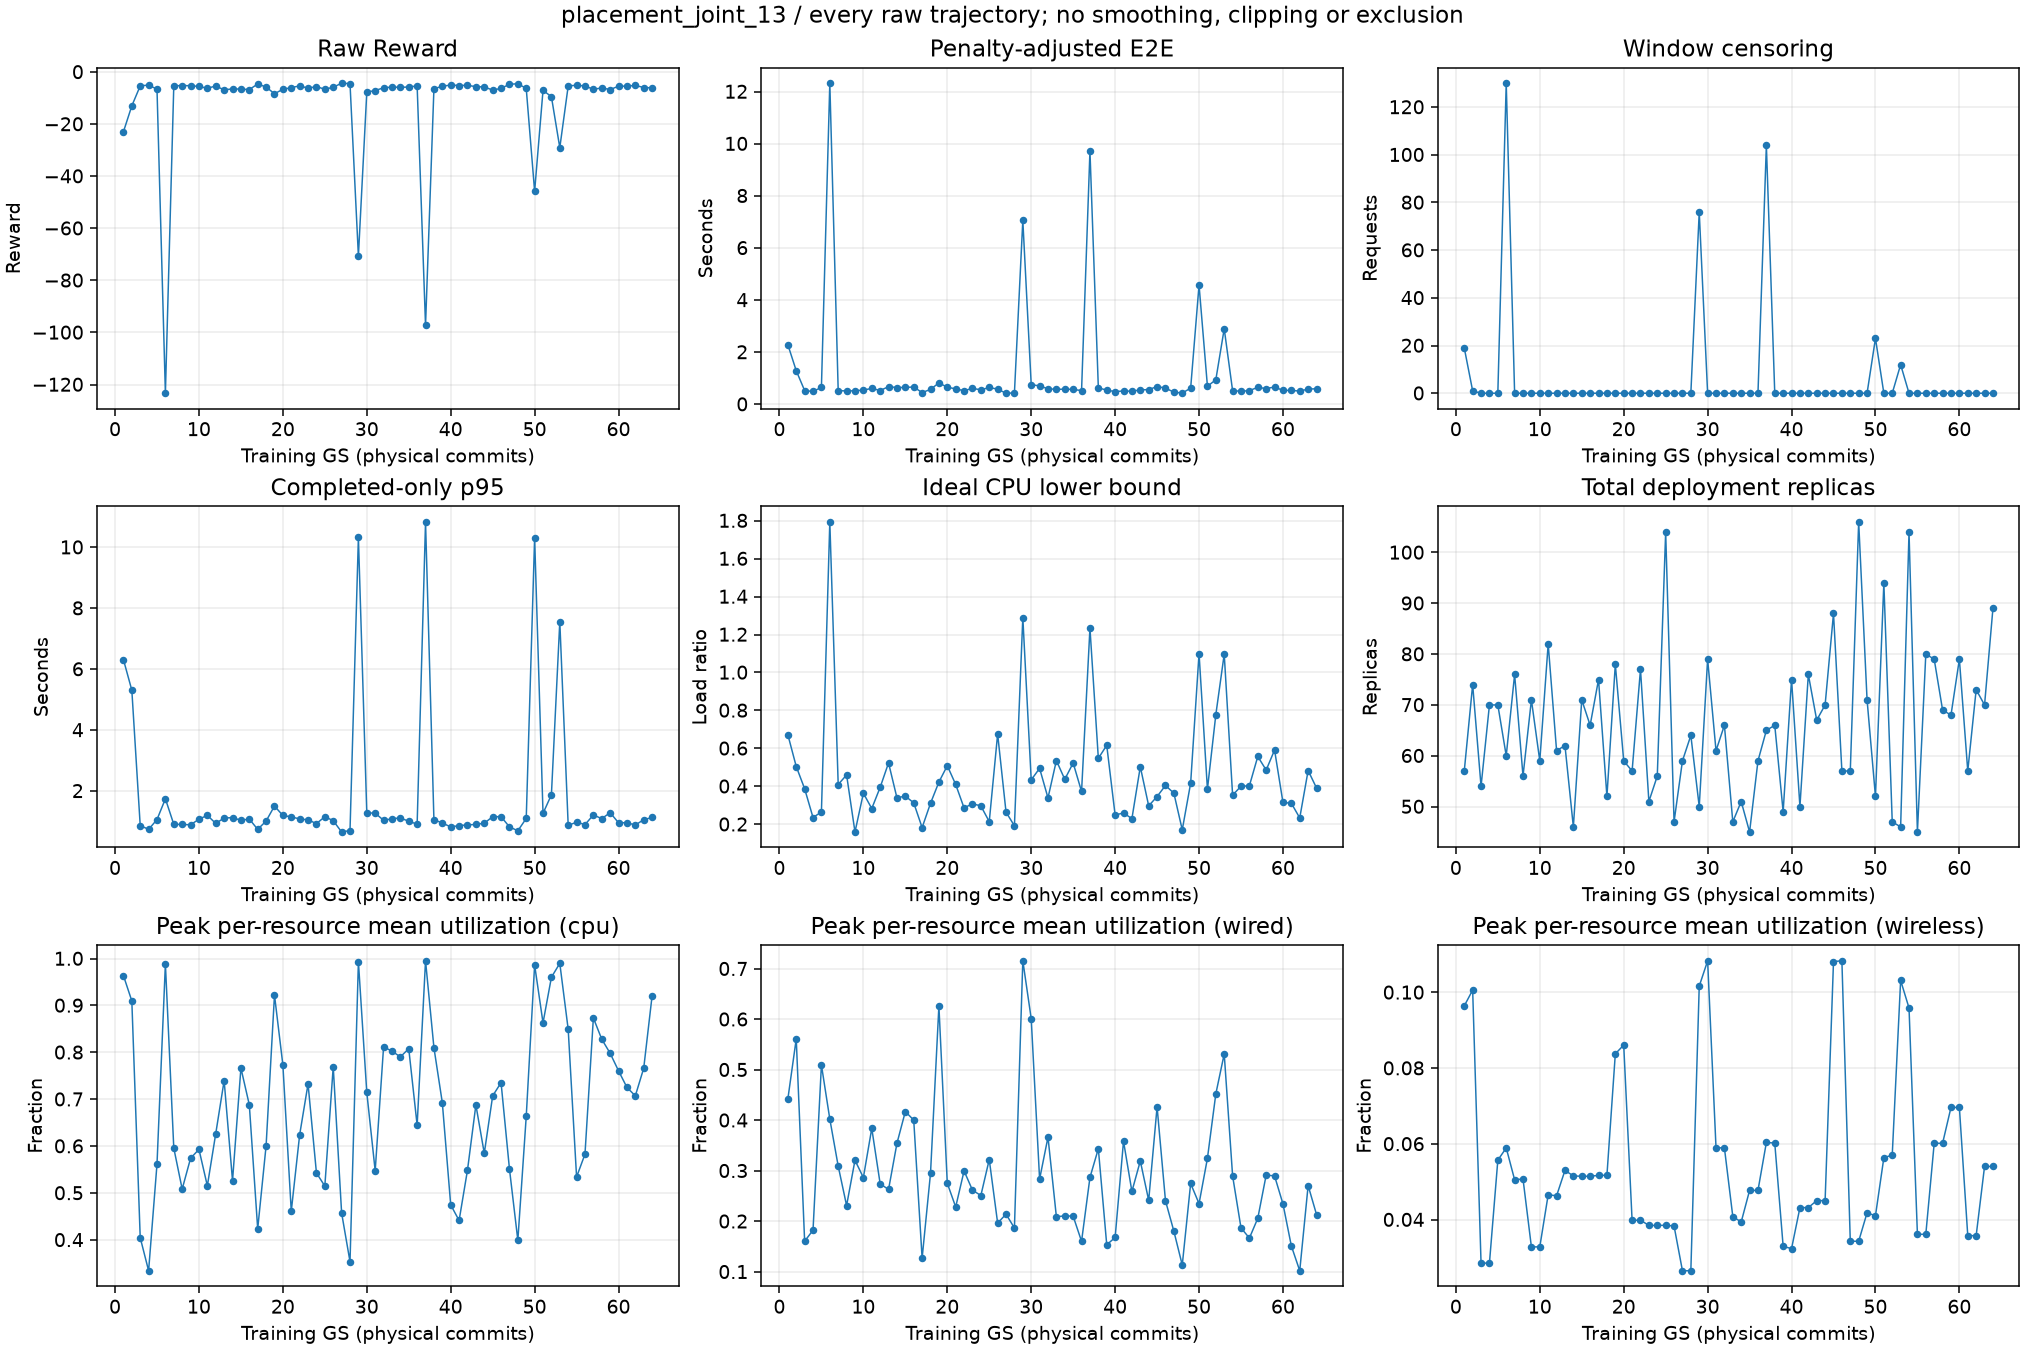 placement_joint_13 / every raw trajectory; no smoothing, clipping or exclusion
Raw Reward
Reward
0
−20
−40
−60
−80
−100
−120
0 10 20 30 40 50 60
Training GS (physical commits)
Penalty-adjusted E2E
Seconds
12
10
8
6
4
2
0
0 10 20 30 40 50 60
Training GS (physical commits)
Window censoring
Requests
120
100
80
60
40
20
0
0 10 20 30 40 50 60
Training GS (physical commits)
Completed-only p95
Seconds
10
8
6
4
2
0 10 20 30 40 50 60
Training GS (physical commits)
Ideal CPU lower bound
Load ratio
1.8
1.6
1.4
1.2
1.0
0.8
0.6
0.4
0.2
0 10 20 30 40 50 60
Training GS (physical commits)
Total deployment replicas
Replicas
100
90
80
70
60
50
0 10 20 30 40 50 60
Training GS (physical commits)
Peak per-resource mean utilization (cpu)
Fraction
1.0
0.9
0.8
0.7
0.6
0.5
0.4
0 10 20 30 40 50 60
Training GS (physical commits)
Peak per-resource mean utilization (wired)
Fraction
0.7
0.6
0.5
0.4
0.3
0.2
0.1
0 10 20 30 40 50 60
Training GS (physical commits)
Peak per-resource mean utilization (wireless)
Fraction
0.10
0.08
0.06
0.04
0 10 20 30 40 50 60
Training GS (physical commits)